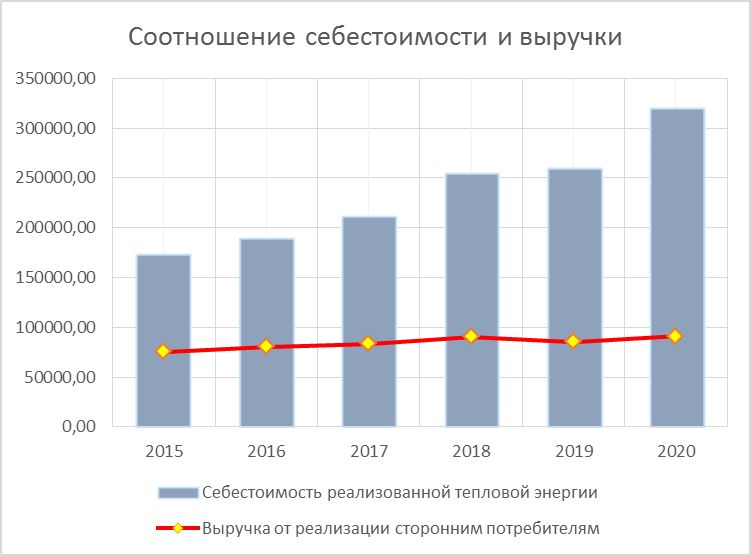 Соотношение себестоимости и выручки
350000,00
300000,00
250000,00
200000,00
150000,00
100000,00
50000,00
0,00
2015 2016 2017 2018 2019 2020
Себестоимость реализованной тепловой энергии
Выручка от реализации сторонним потребителям